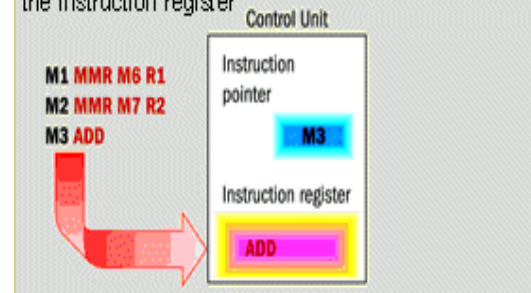 the instruction register
Control Unit
M1 MMR M6 R1
M2 MMR M7 R2
M3 ADD
Instruction
pointer
M3
Instruction register
ADD